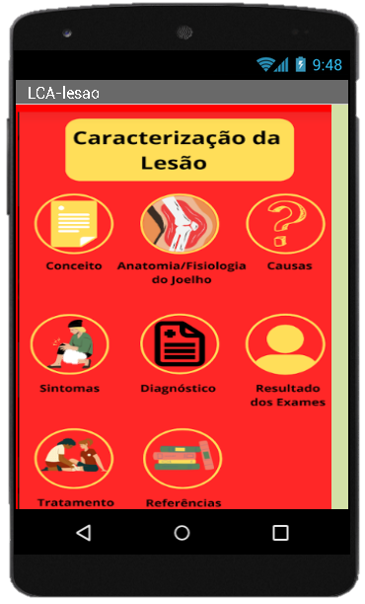 9:48
LCA-lesao
Caracterização da
Lesão
Conceito
Anatomia/Fisiologia
do Joelho
Causas
Sintomas
Diagnóstico
Resultado
dos Exames
Tratamento
Referências